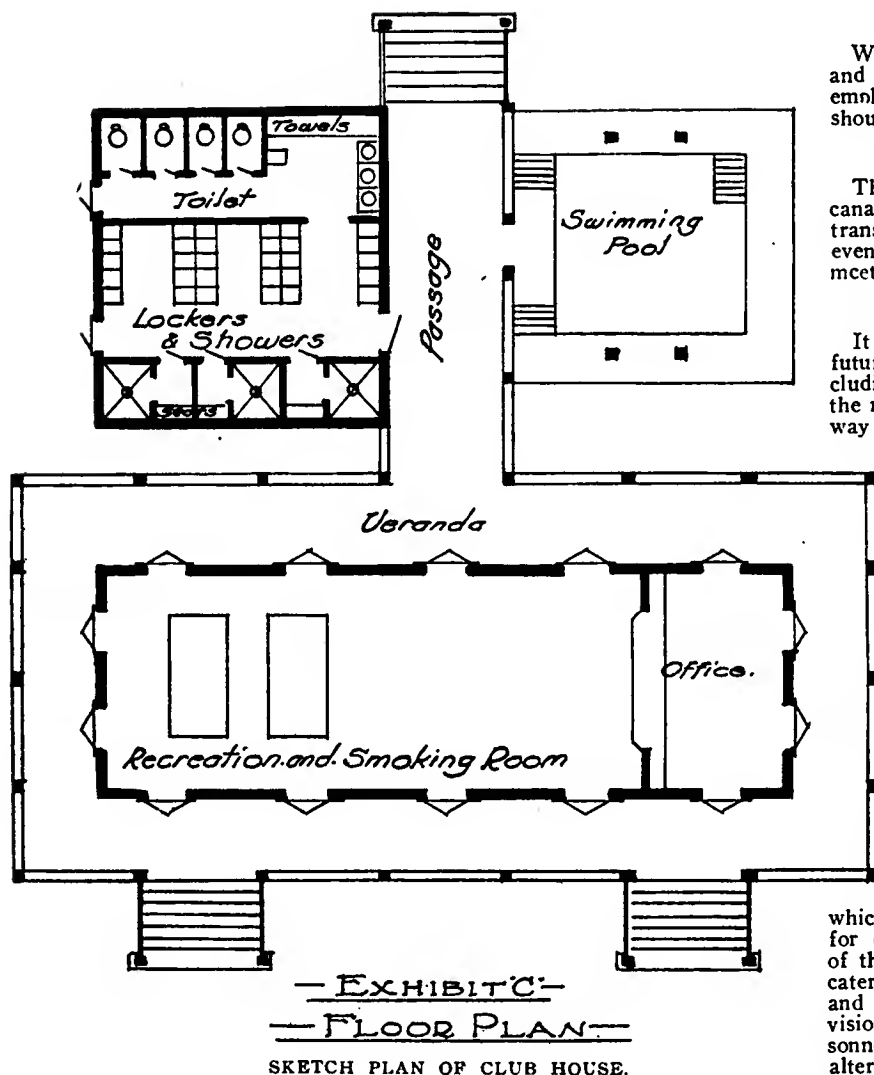 Towels
Toilet
Lockers
& Showers
Seats
Passage
Swimming
Pool
Veranda
Recreation and Smoking Room
Office.
— EXHIBIT "C" —
— FLOOR PLAN —
SKETCH PLAN OF CLUB HOUSE.
W
and
empl
shou
Th
cana
trans
even
meet
It
futur
cludi
the r
way
whic
for
of th
cater
and
visio
sonn
alter